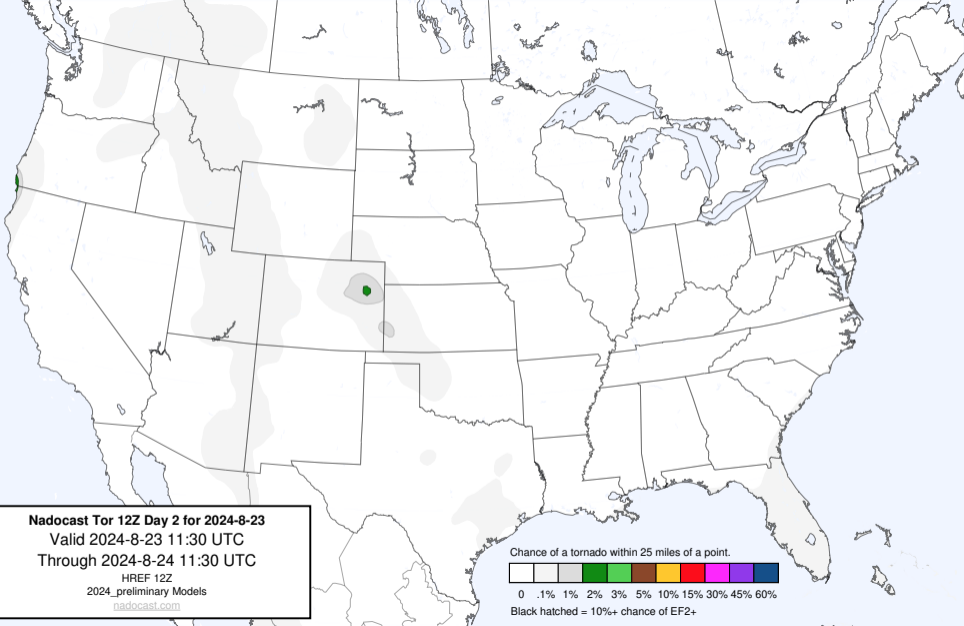 Nadocast Tor 12Z Day 2 for 2024-8-23
Valid 2024-8-23 11:30 UTC
Through 2024-8-24 11:30 UTC
HREF 12Z
2024_preliminary Models
nadocast.com
Chance of a tornado within 25 miles of a point.
0 .1% 1% 2% 3% 5% 10% 15% 30% 45% 60%
Black hatched = 10%+ chance of EF2+